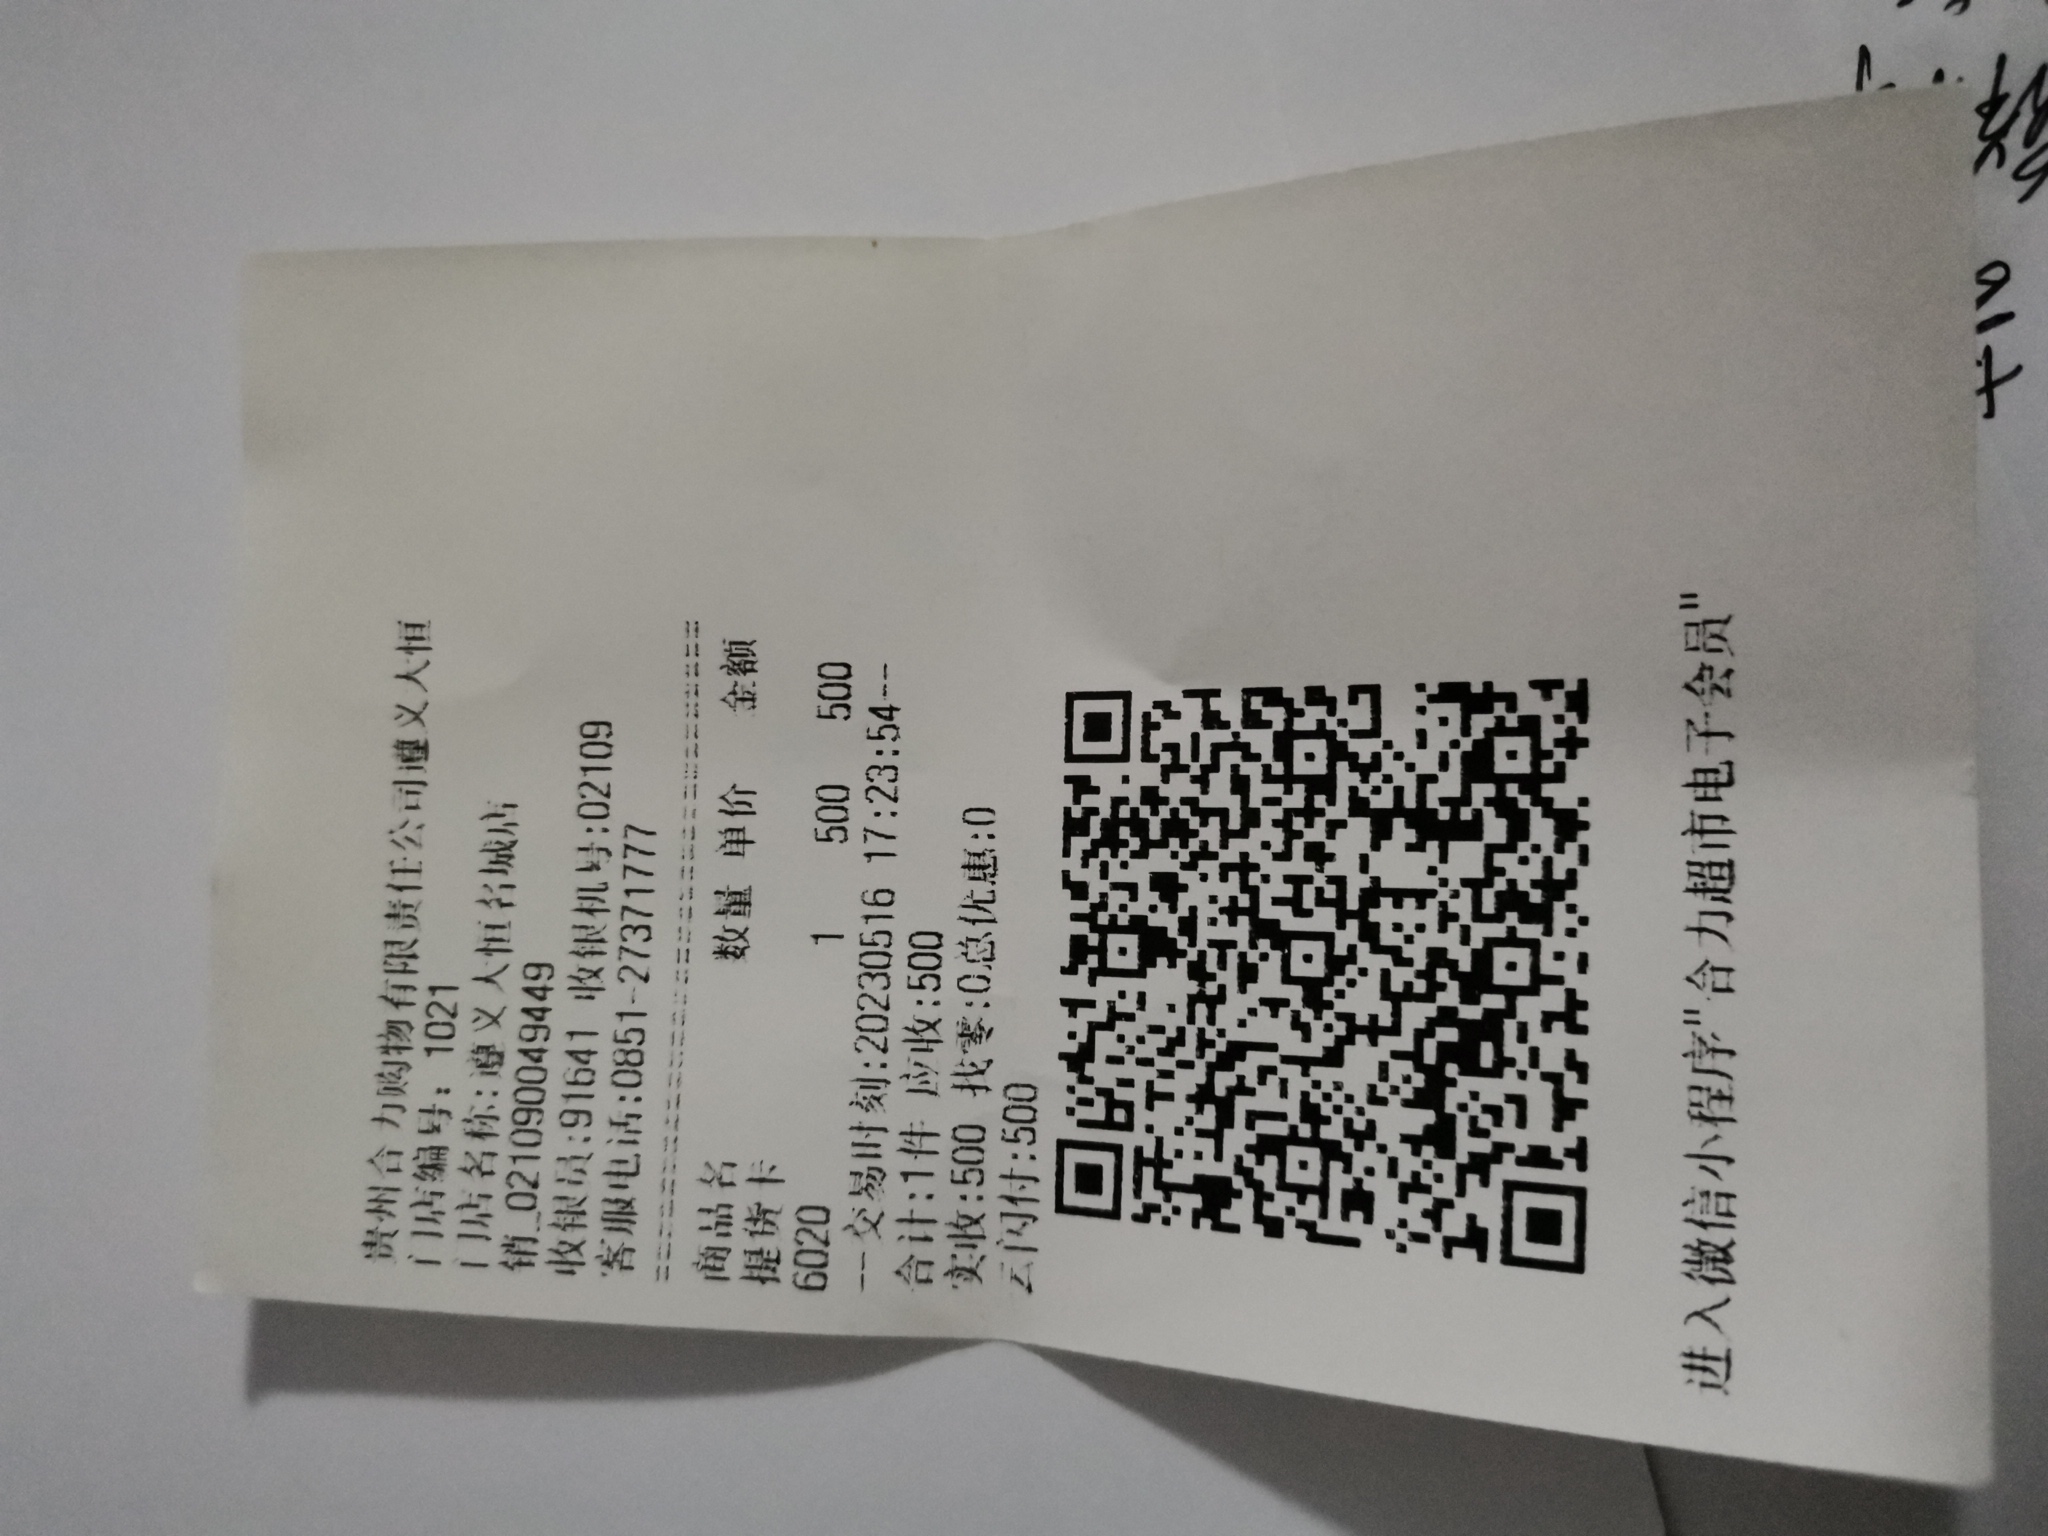 贵州合力购物有限责任公司遵义大恒
门店编号: 1021
门店名称:遵义大恒名城店
销_021090049449
收银员:91641 收银机号:02109
客服电话:0851-27371777
================================
商品名 数量 单价 金额
提货卡
6020 1 500 500
--交易时刻:20230516 17:23:54--
合计:1件 应收:500
实收:500 找零:0总优惠:0
云闪付:500
进入微信小程序"合力超市电子会员"